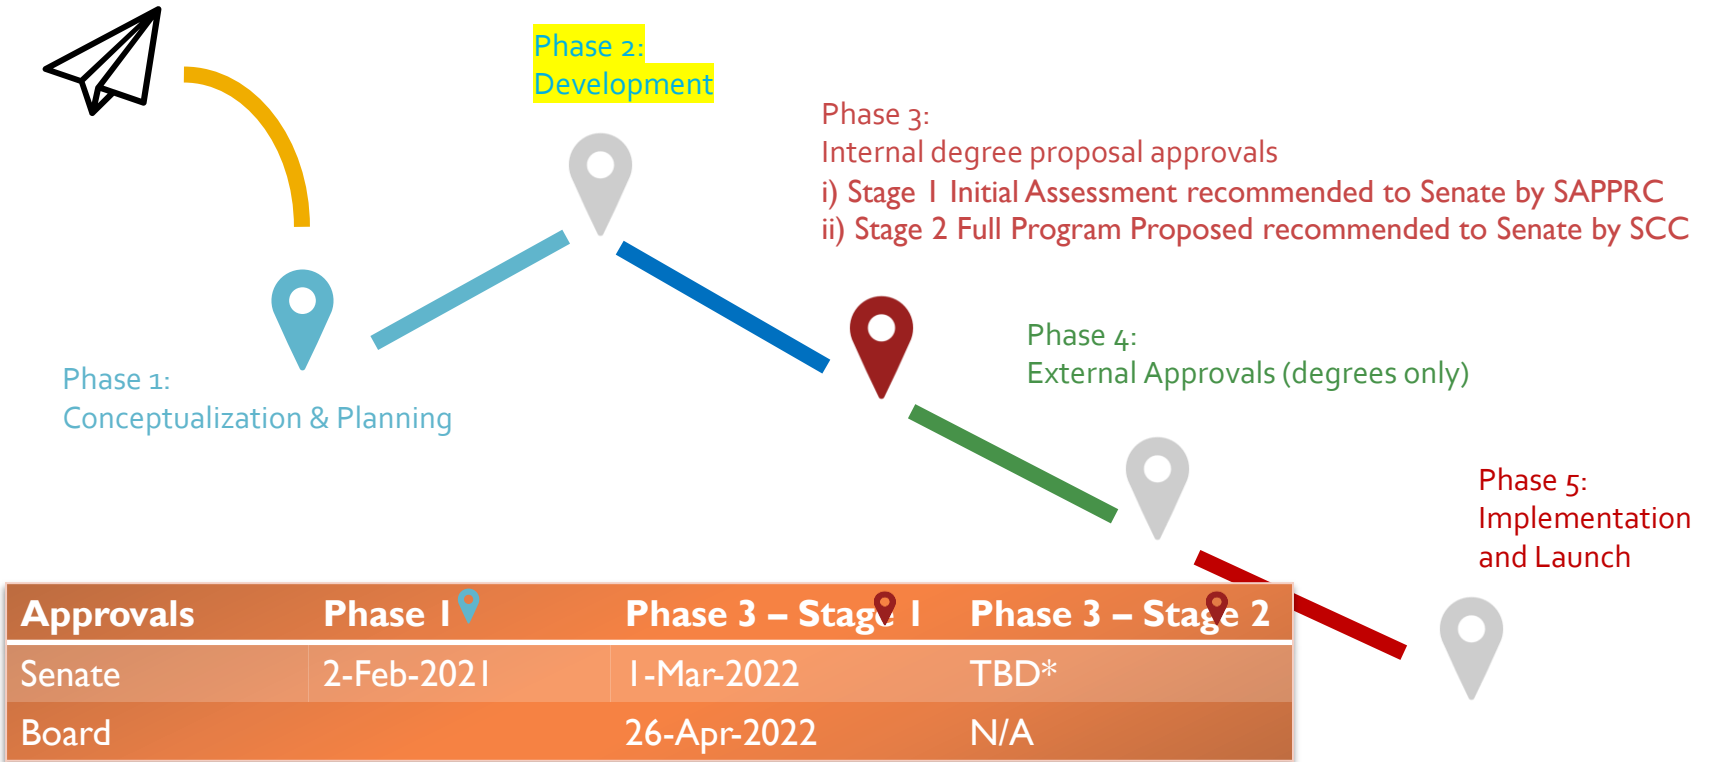 Phase 2:
Development
Phase 3:
Internal degree proposal approvals
i) Stage 1 Initial Assessment recommended to Senate by SAPPRC
ii) Stage 2 Full Program Proposed recommended to Senate by SCC
Phase 1:
Conceptualization & Planning
Phase 4:
External Approvals (degrees only)
Phase 5:
Implementation
and Launch
Approvals Phase 1 Phase 3 – Stage 1 Phase 3 – Stage 2
Senate 2-Feb-2021 1-Mar-2022 TBD*
Board 26-Apr-2022 N/A